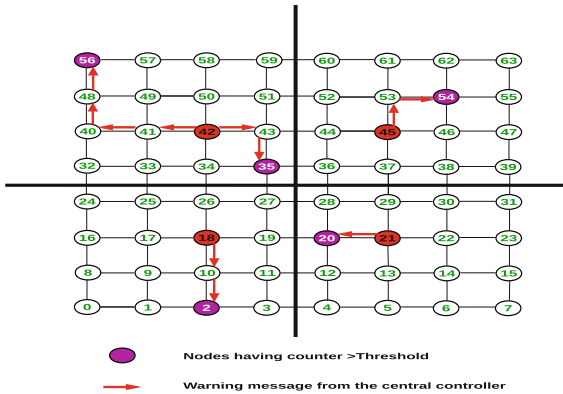 56 57 58 59 60 61 62 63
48 49 50 51 52 53 54 55
40 41 42 43 44 45 46 47
32 33 34 35 36 37 38 39
24 25 26 27 28 29 30 31
16 17 18 19 20 21 22 23
8 9 10 11 12 13 14 15
0 1 2 3 4 5 6 7
Nodes having counter >Threshold
Warning message from the central controller